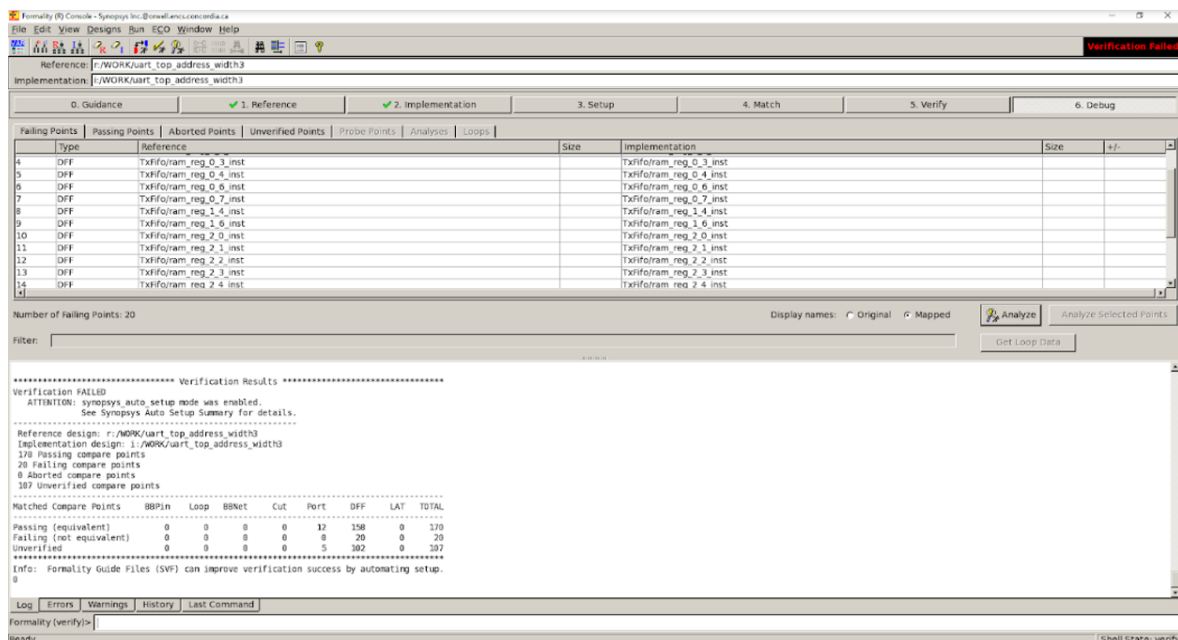 Formality (R) Console - Synopsys Inc.@orwell.encs.concordia.ca
File Edit View Designs Run ECO Window Help
Verification Failed
Reference: r:/WORK/uart_top_address_width3
Implementation: i:/WORK/uart_top_address_width3
0. Guidance 1. Reference 2. Implementation 3. Setup 4. Match 5. Verify 6. Debug
Failing Points Passing Points Aborted Points Unverified Points Probe Points Analyses Loops
Type Reference Size Implementation Size +/-
4 DFF TxFifo/ram_reg_0_3_inst TxFifo/ram_reg_0_3_inst
5 DFF TxFifo/ram_reg_0_4_inst TxFifo/ram_reg_0_4_inst
6 DFF TxFifo/ram_reg_0_6_inst TxFifo/ram_reg_0_6_inst
7 DFF TxFifo/ram_reg_0_7_inst TxFifo/ram_reg_0_7_inst
8 DFF TxFifo/ram_reg_1_4_inst TxFifo/ram_reg_1_4_inst
9 DFF TxFifo/ram_reg_1_6_inst TxFifo/ram_reg_1_6_inst
10 DFF TxFifo/ram_reg_2_0_inst TxFifo/ram_reg_2_0_inst
11 DFF TxFifo/ram_reg_2_1_inst TxFifo/ram_reg_2_1_inst
12 DFF TxFifo/ram_reg_2_2_inst TxFifo/ram_reg_2_2_inst
13 DFF TxFifo/ram_reg_2_3_inst TxFifo/ram_reg_2_3_inst
14 DFF TxFifo/ram_reg_2_4_inst TxFifo/ram_reg_2_4_inst
Number of Failing Points: 20 Display names: Original Mapped Analyze Analyze Selected Points
Filter: Get Loop Data
******************************** Verification Results ********************************
Verification FAILED
ATTENTION: synopsys_auto_setup mode was enabled.
See Synopsys Auto Setup Summary for details.
--------------------------------------------------------
Reference design: r:/WORK/uart_top_address_width3
Implementation design: i:/WORK/uart_top_address_width3
170 Passing compare points
20 Failing compare points
0 Aborted compare points
107 Unverified compare points
--------------------------------------------------------------------------------------
Matched Compare Points BBPin Loop BBNet Cut Port DFF LAT TOTAL
--------------------------------------------------------------------------------------
Passing (equivalent) 0 0 0 0 12 158 0 170
Failing (not equivalent) 0 0 0 0 0 20 0 20
Unverified 0 0 0 0 5 102 0 107
**************************************************************************************
Info: Formality Guide Files (SVF) can improve verification success by automating setup.
0
Log Errors Warnings History Last Command
Formality (verify)>
Ready Shell State: verify